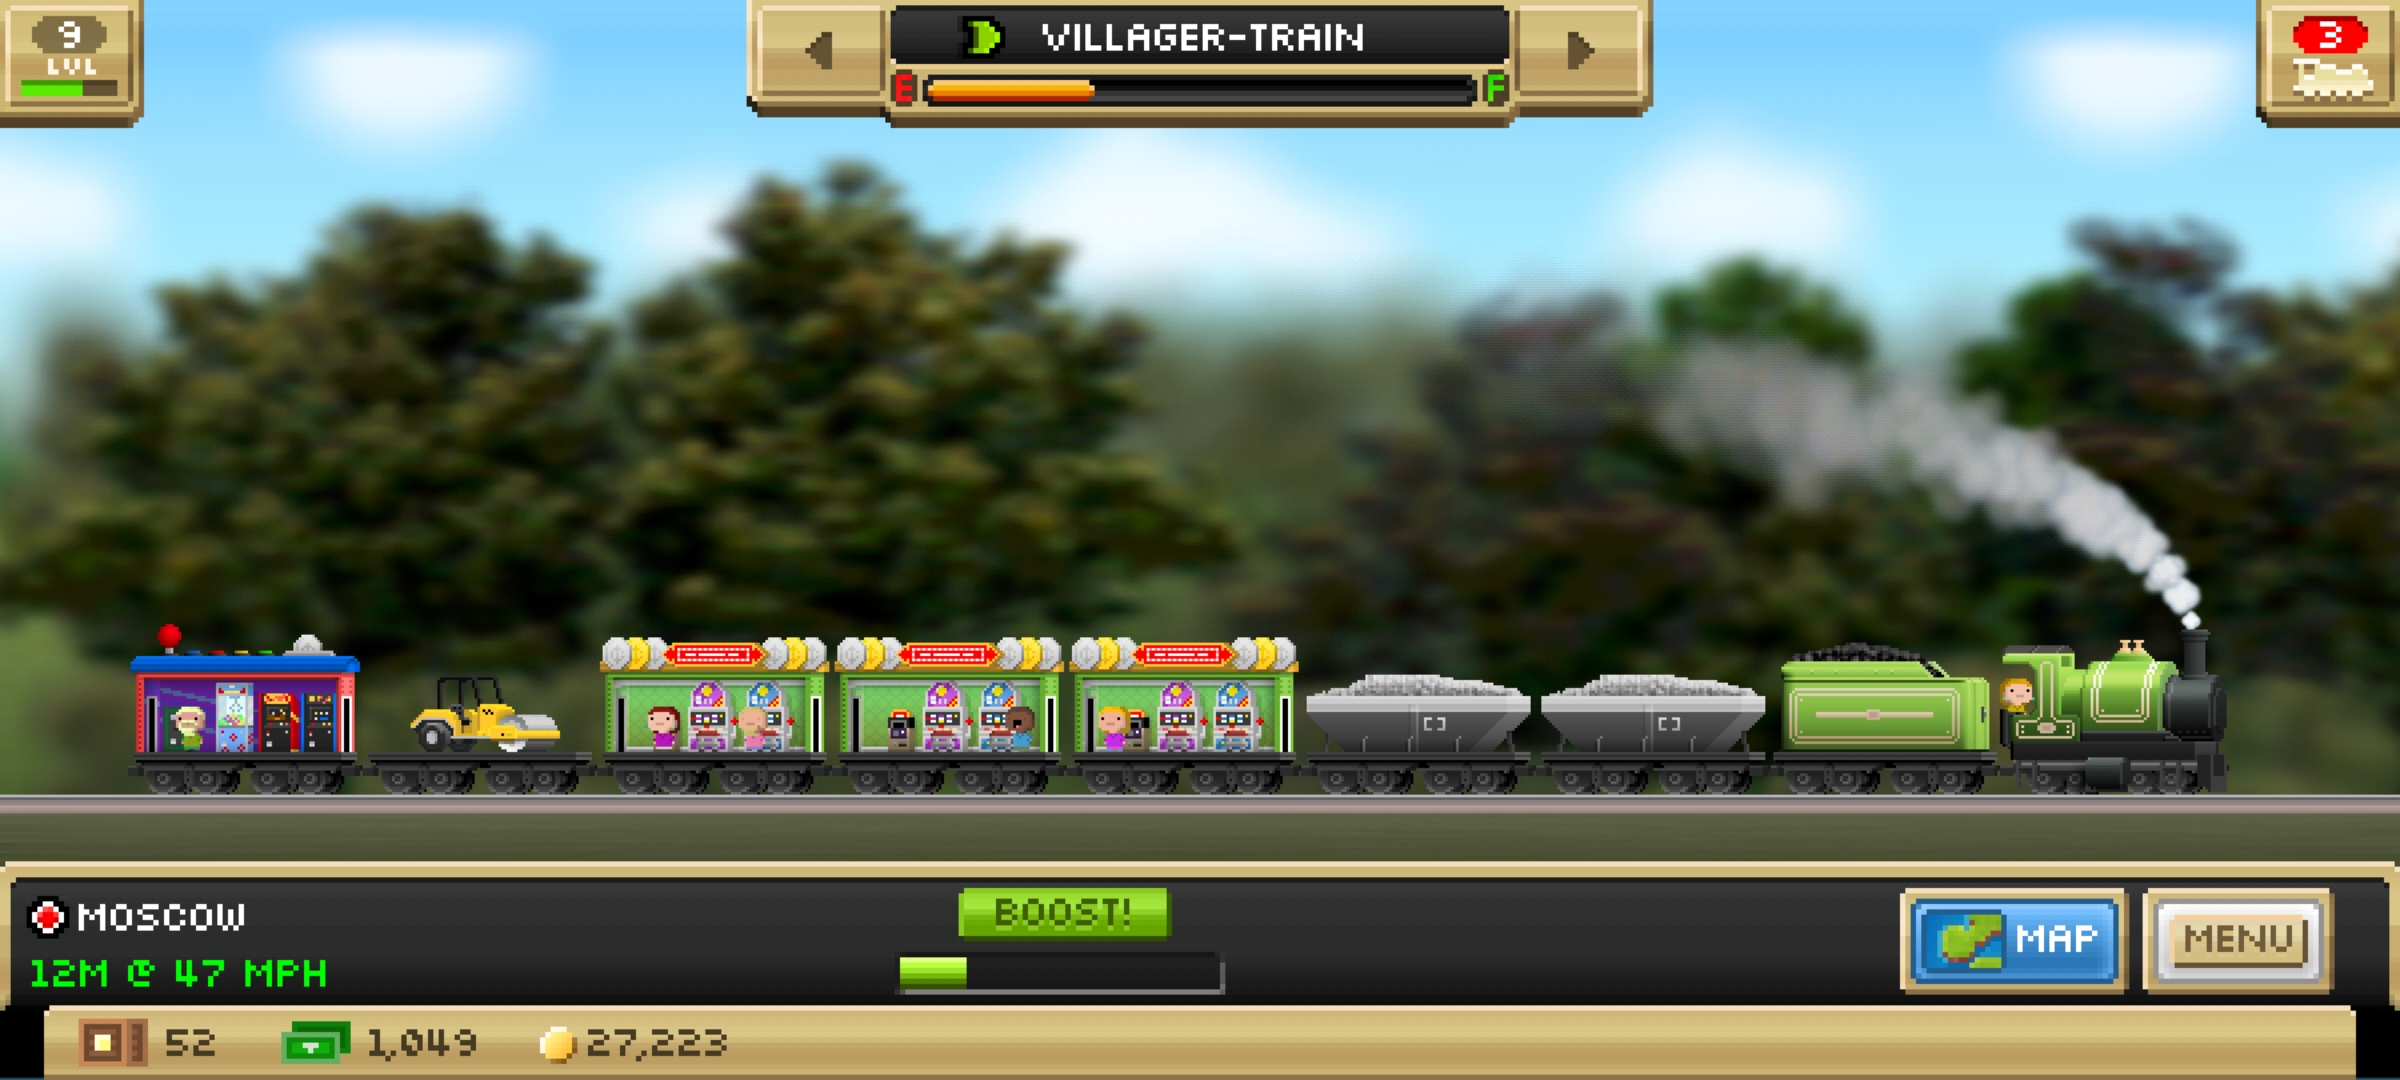 9
LVL
VILLAGER-TRAIN
E F
3
MOSCOW
12M @ 47 MPH
BOOST!
MAP
MENU
52 1,049 27,223